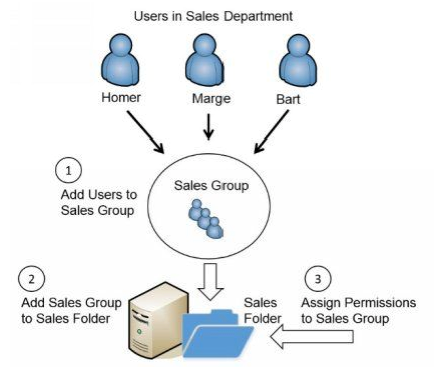 Users in Sales Department
Homer
Marge
Bart
1
Add Users to
Sales Group
Sales Group
2
Add Sales Group
to Sales Folder
Sales
Folder
3
Assign Permissions
to Sales Group